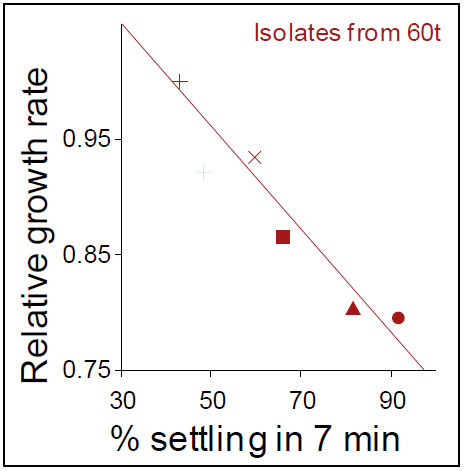 Isolates from 60t
Relative growth rate
0.95
0.85
0.75
30 50 70 90
% settling in 7 min